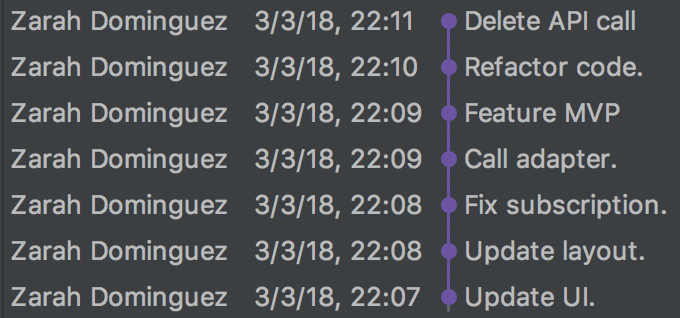 Zarah Dominguez 3/3/18, 22:11 Delete API call
Zarah Dominguez 3/3/18, 22:10 Refactor code.
Zarah Dominguez 3/3/18, 22:09 Feature MVP
Zarah Dominguez 3/3/18, 22:09 Call adapter.
Zarah Dominguez 3/3/18, 22:08 Fix subscription.
Zarah Dominguez 3/3/18, 22:08 Update layout.
Zarah Dominguez 3/3/18, 22:07 Update UI.